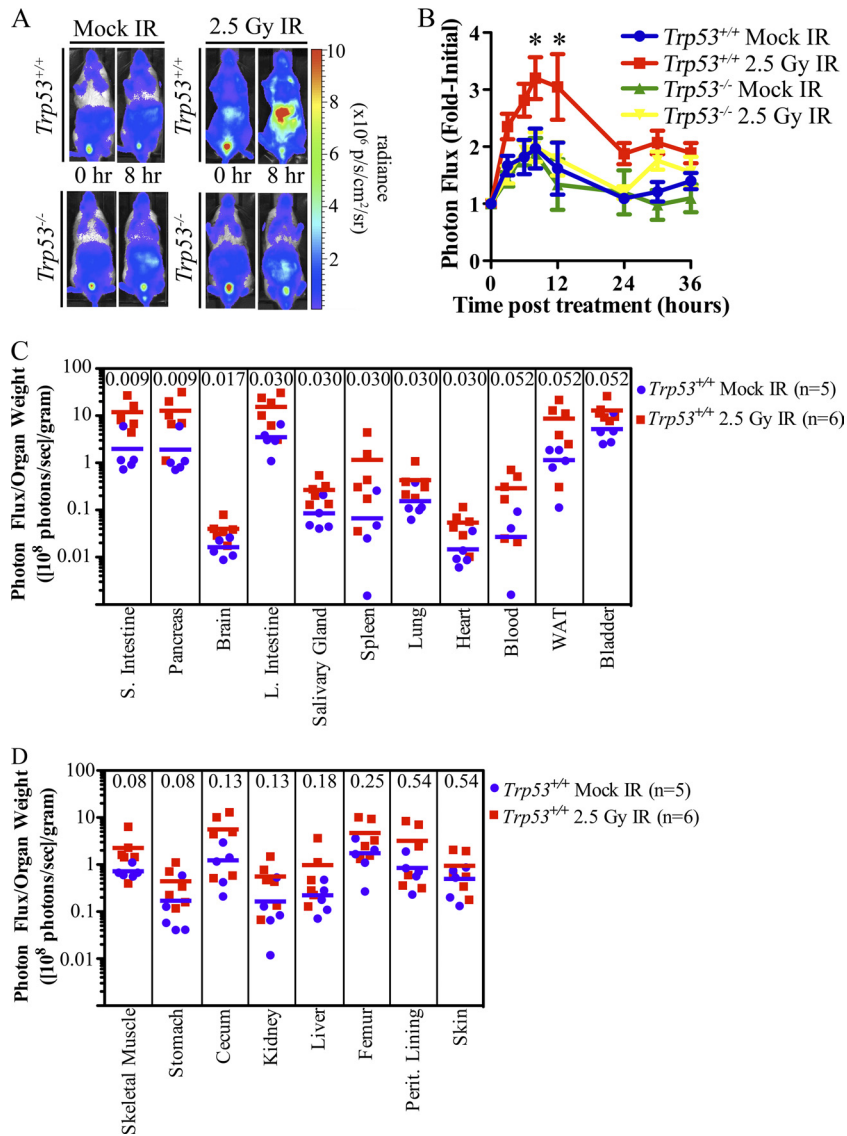 A
Mock IR
2.5 Gy IR
Trp53+/+
Trp53+/+
0 hr
8 hr
0 hr
8 hr
Trp53-/-
Trp53-/-
10
8
6
4
2
radiance
(x10⁶ p/s/cm²/sr)
B
Photon Flux (Fold-Initial)
4
3
2
1
0
* *
Trp53+/+ Mock IR
Trp53+/+ 2.5 Gy IR
Trp53-/- Mock IR
Trp53-/- 2.5 Gy IR
0 12 24 36
Time post treatment (hours)
C
Photon Flux/Organ Weight
([10⁸ photons/sec]/gram)
100
10
1
0.1
0.01
0.009 0.009 0.017 0.030 0.030 0.030 0.030 0.030 0.052 0.052 0.052
Trp53+/+ Mock IR (n=5)
Trp53+/+ 2.5 Gy IR (n=6)
S. Intestine
Pancreas
Brain
L. Intestine
Salivary Gland
Spleen
Lung
Heart
Blood
WAT
Bladder
D
Photon Flux/Organ Weight
([10⁸ photons/sec]/gram)
100
10
1
0.1
0.01
0.08 0.08 0.13 0.13 0.18 0.25 0.54 0.54
Trp53+/+ Mock IR (n=5)
Trp53+/+ 2.5 Gy IR (n=6)
Skeletal Muscle
Stomach
Cecum
Kidney
Liver
Femur
Perit. Lining
Skin